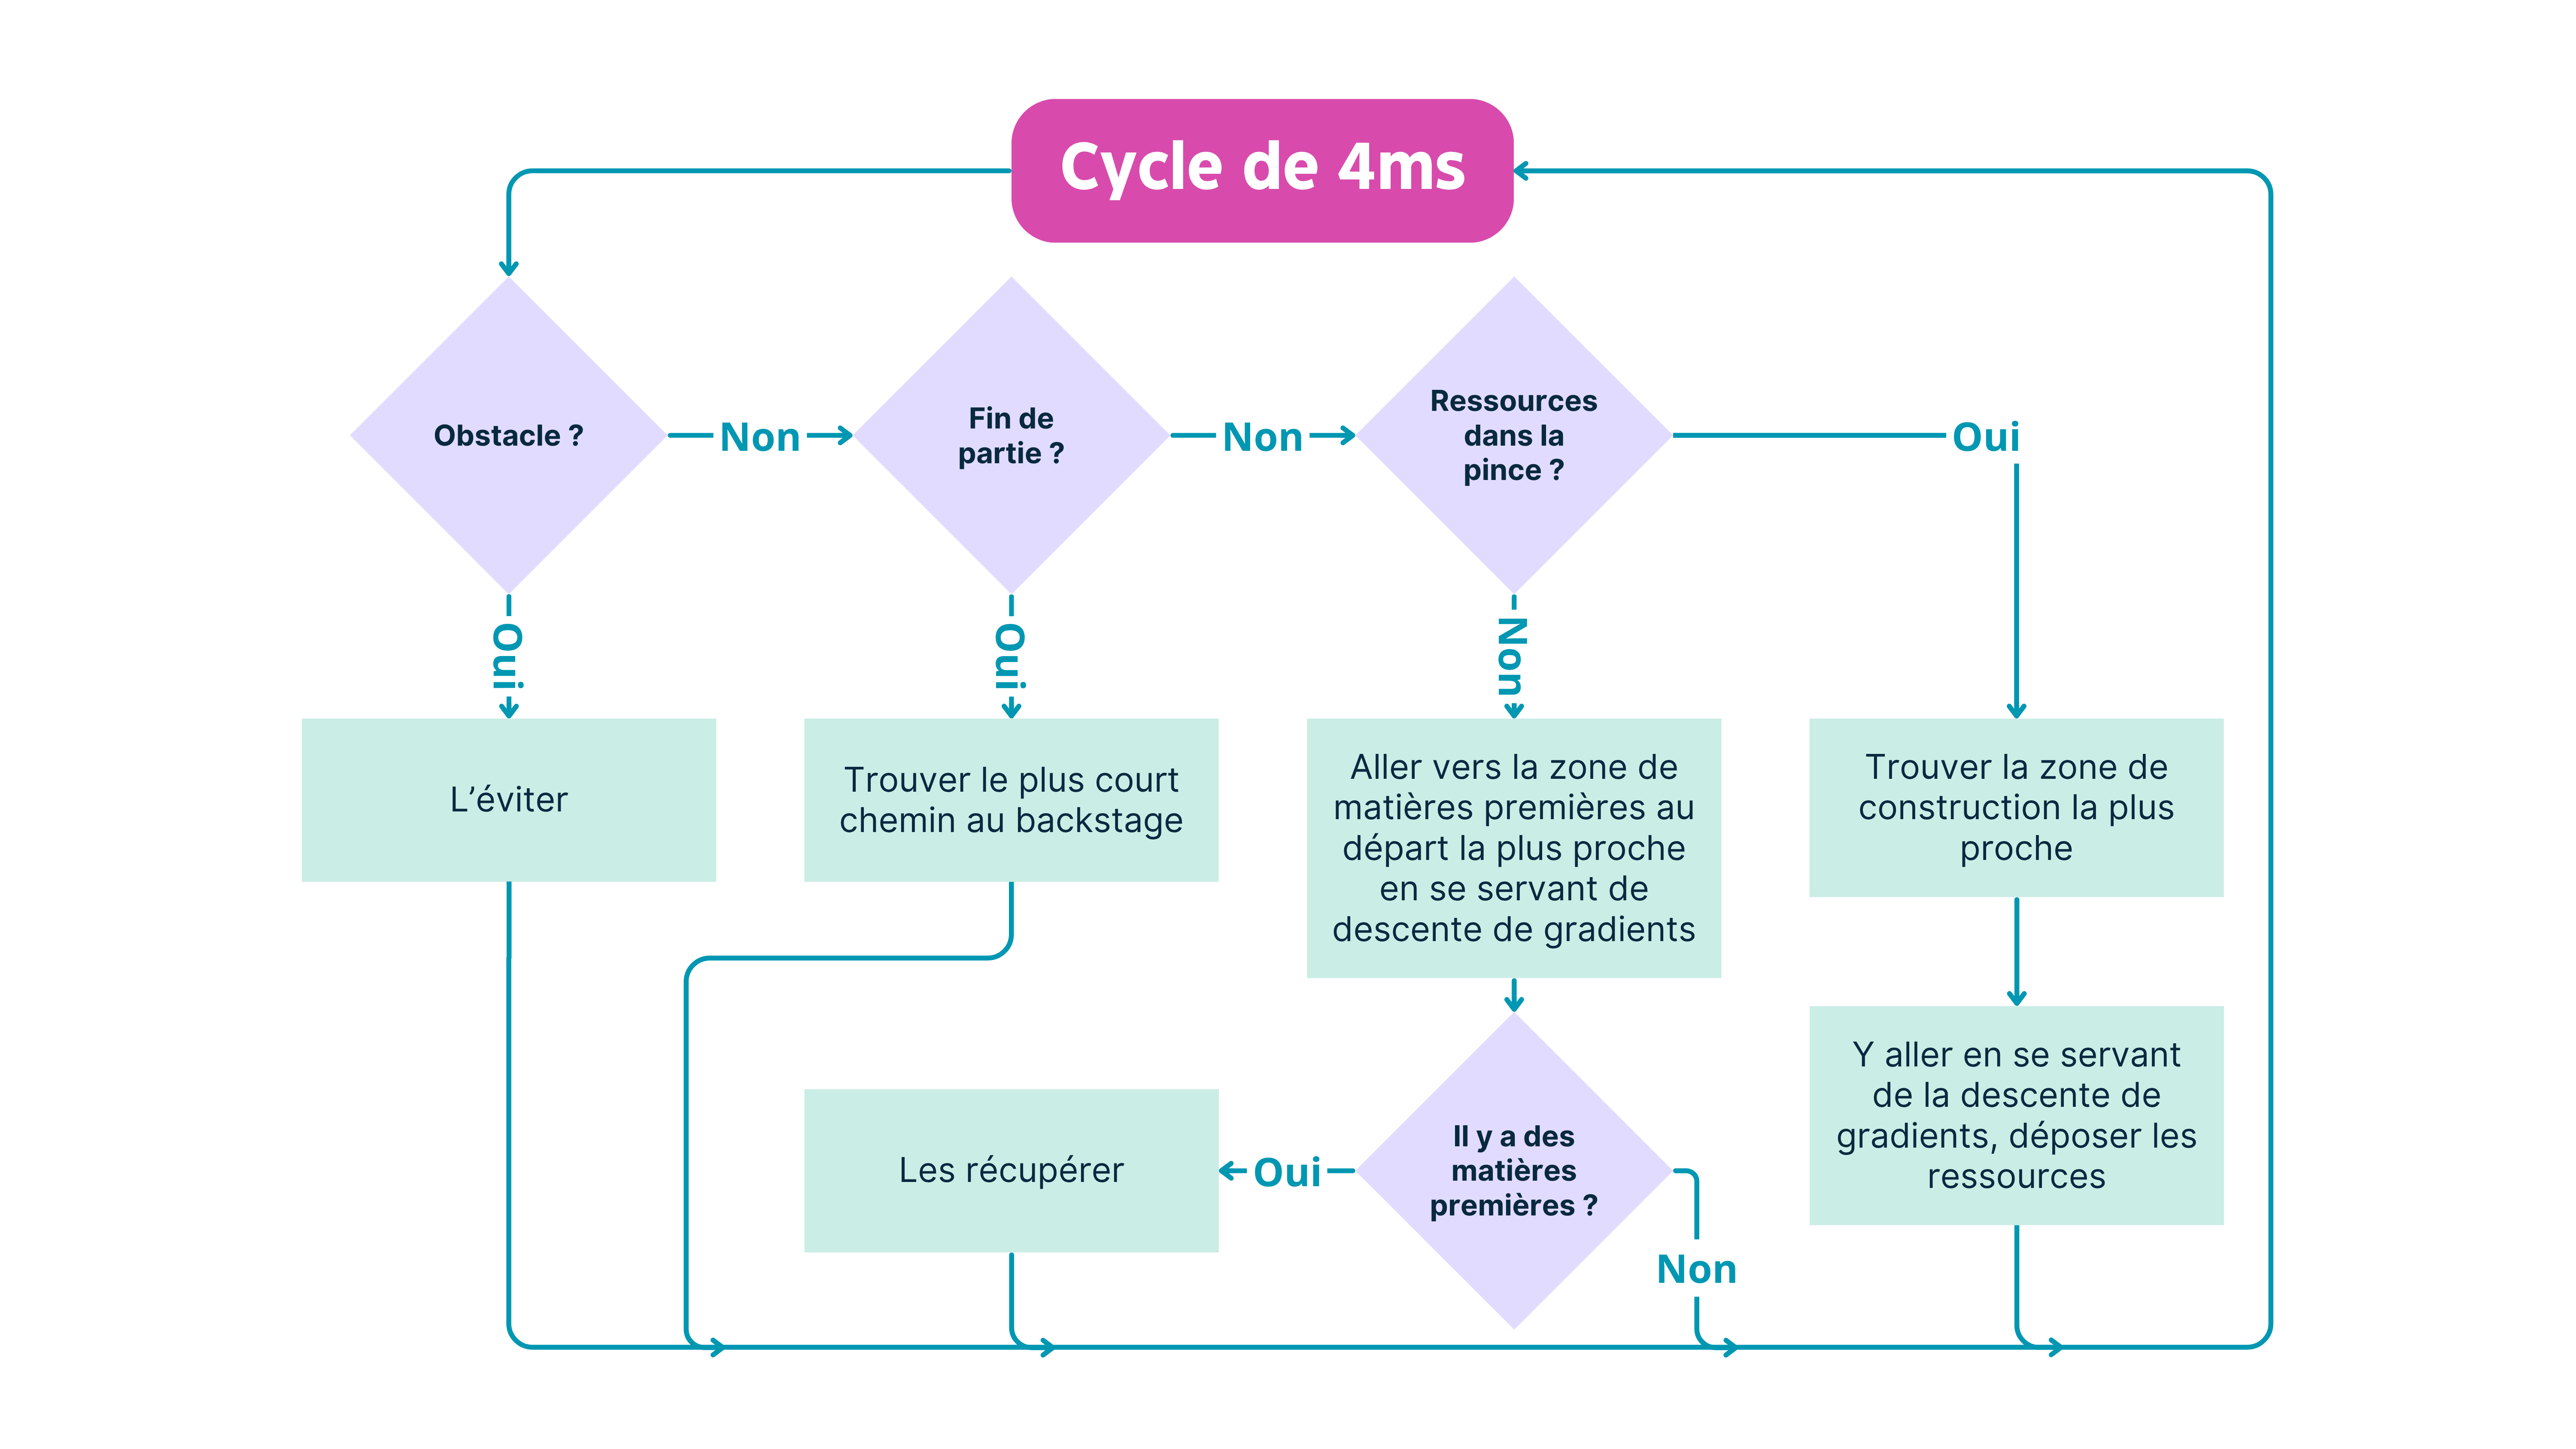 Cycle de 4ms
Obstacle ?
Non
Fin de
partie ?
Non
Ressources
dans la
pince ?
Oui
Oui
Oui
Non
L’éviter
Trouver le plus court
chemin au backstage
Aller vers la zone de
matières premières au
départ la plus proche
en se servant de
descente de gradients
Trouver la zone de
construction la plus
proche
Les récupérer
Oui
Il y a des
matières
premières ?
Non
Y aller en se servant
de la descente de
gradients, déposer les
ressources